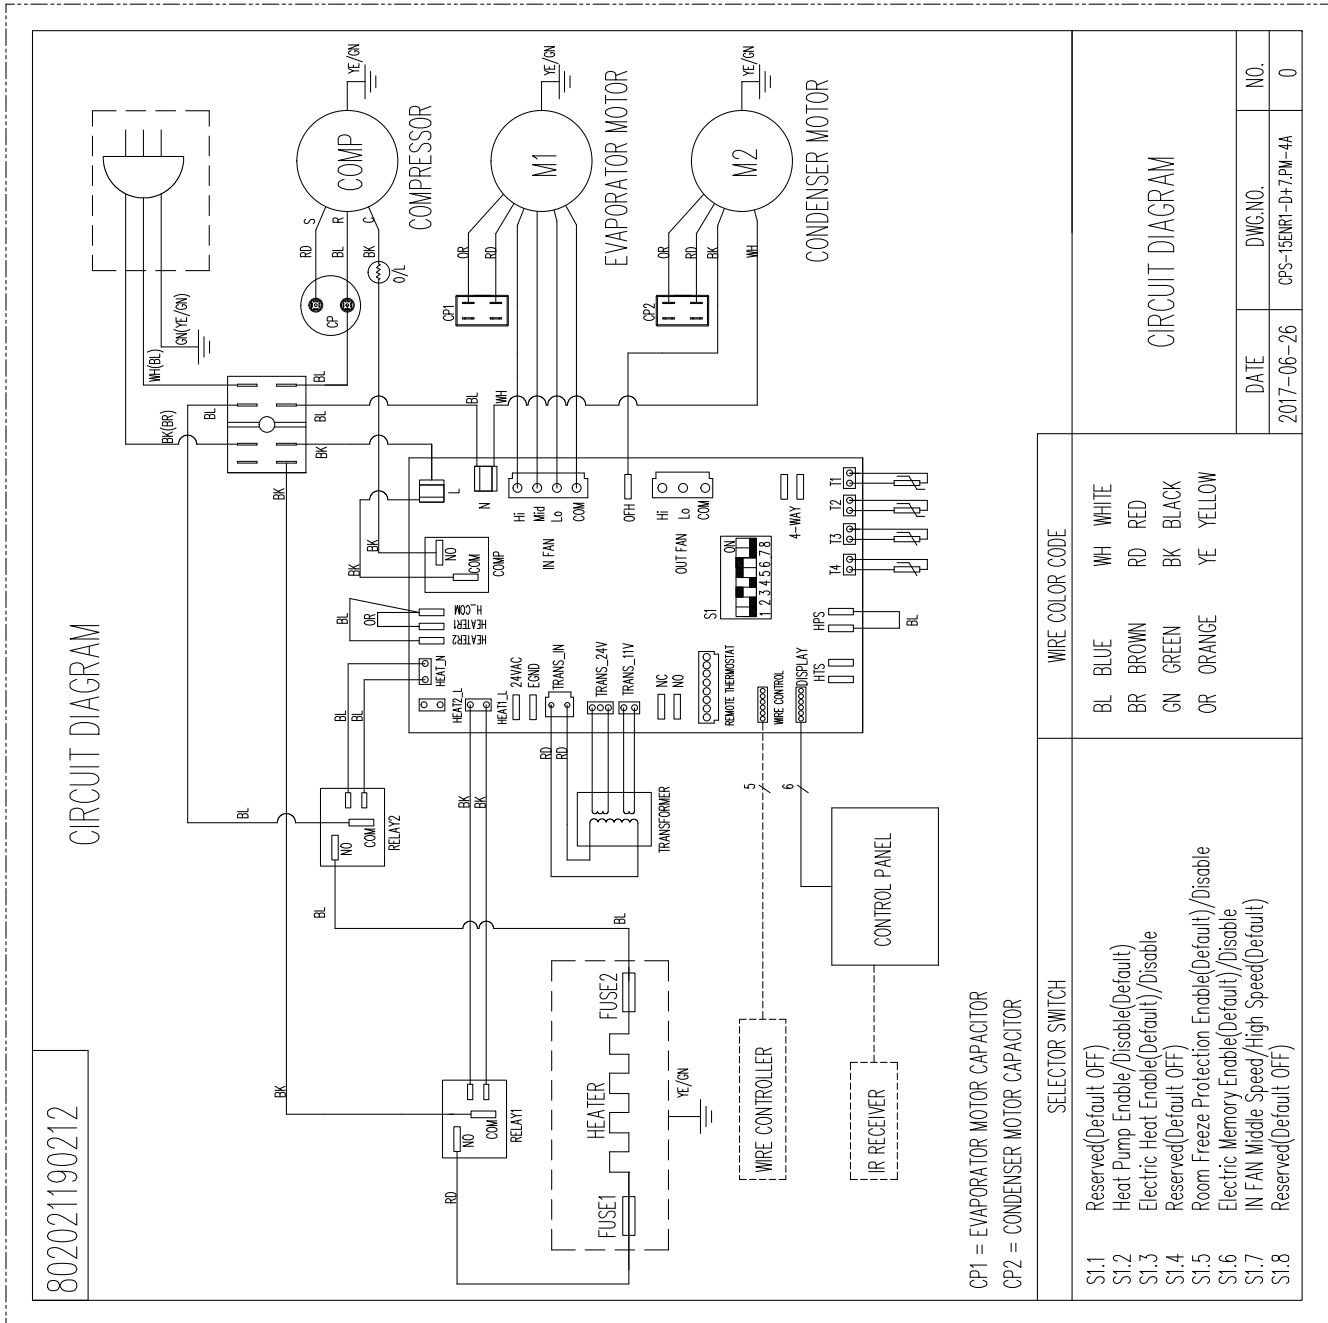 802021190212
CIRCUIT DIAGRAM
BK(BR)
WH(BL)
GN(YE/GN)
BL
BL
BL
BK
BK
BL
RD
S
BL
R
BK
C
CP
O/L
COMP
YE/GN
COMPRESSOR
OR
RD
CP1
M1
YE/GN
EVAPORATOR MOTOR
OR
RD
BK
WH
CP2
M2
YE/GN
CONDENSER MOTOR
BL
WH
BK
BK
L
N
NO
COM
COMP
Hi
Mid
Lo
COM
IN FAN
OFH
Hi
Lo
COM
OUT FAN
4-WAY
T1
T2
T3
T4
S1
ON
1 2 3 4 5 6 7 8
BL
OR
H_COM
HEATER1
HEATER2
HEAT_N
HEAT2_L
HEAT1_L
24VAC
EGND
TRANS_IN
TRANS_24V
TRANS_11V
NC
NO
REMOTE THERMOSTAT
WIRE CONTROL
DISPLAY
HTS
HPS
BL
BL
BL
BK
BK
RD
RD
5
6
BL
NO
COM
RELAY2
TRANSFORMER
BL
BL
BK
NO
COM
RELAY1
RD
FUSE1
HEATER
FUSE2
YE/GN
WIRE CONTROLLER
IR RECEIVER
CONTROL PANEL
CP1 = EVAPORATOR MOTOR CAPACITOR
CP2 = CONDENSER MOTOR CAPACITOR
SELECTOR SWITCH
S1.1 Reserved(Default OFF)
S1.2 Heat Pump Enable/Disable(Default)
S1.3 Electric Heat Enable(Default)/Disable
S1.4 Reserved(Default OFF)
S1.5 Room Freeze Protection Enable(Default)/Disable
S1.6 Electric Memory Enable(Default)/Disable
S1.7 IN FAN Middle Speed/High Speed(Default)
S1.8 Reserved(Default OFF)
WIRE COLOR CODE
BL BLUE WH WHITE
BR BROWN RD RED
GN GREEN BK BLACK
OR ORANGE YE YELLOW
CIRCUIT DIAGRAM
DATE DWG.NO. NO.
2017-06-26 CPS-15ENR1-D+7.PM-4A 0